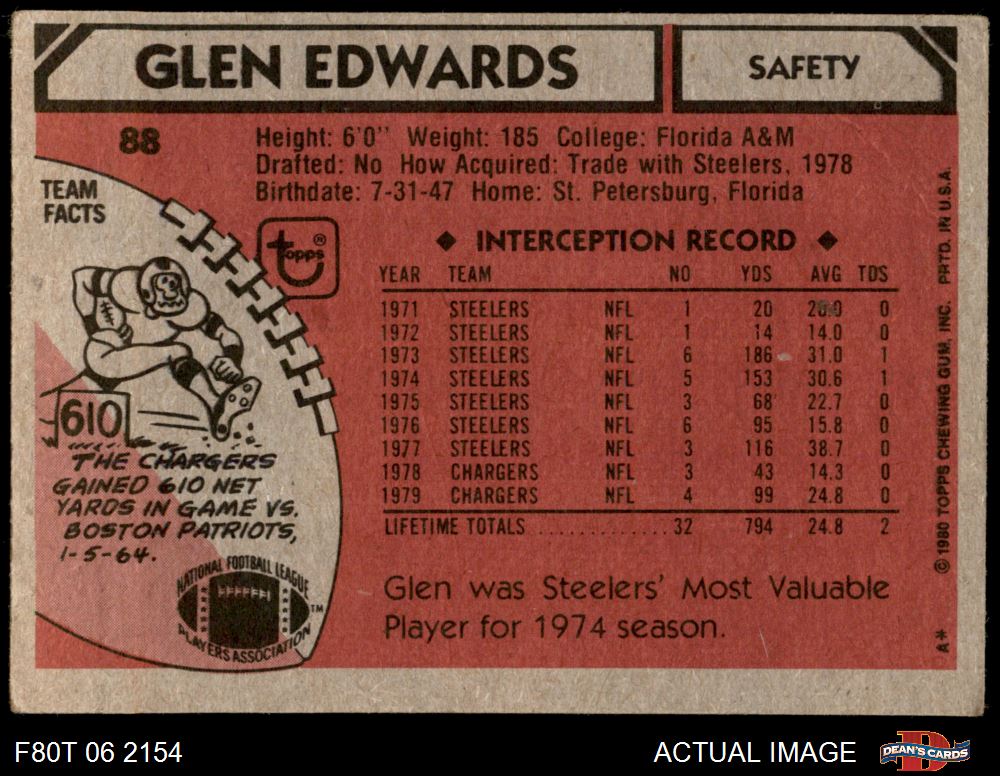 GLEN EDWARDS
SAFETY
88
Height: 6'0" Weight: 185 College: Florida A&M
Drafted: No How Acquired: Trade with Steelers, 1978
Birthdate: 7-31-47 Home: St. Petersburg, Florida
TEAM
FACTS
topps®
610
THE CHARGERS
GAINED 610 NET
YARDS IN GAME VS.
BOSTON PATRIOTS,
1-5-64.
NATIONAL FOOTBALL LEAGUE
PLAYERS ASSOCIATION
TM
◆ INTERCEPTION RECORD ◆
YEAR TEAM NO YDS AVG TDS
1971 STEELERS NFL 1 20 20.0 0
1972 STEELERS NFL 1 14 14.0 0
1973 STEELERS NFL 6 186 31.0 1
1974 STEELERS NFL 5 153 30.6 1
1975 STEELERS NFL 3 68 22.7 0
1976 STEELERS NFL 6 95 15.8 0
1977 STEELERS NFL 3 116 38.7 0
1978 CHARGERS NFL 3 43 14.3 0
1979 CHARGERS NFL 4 99 24.8 0
LIFETIME TOTALS ............ 32 794 24.8 2
Glen was Steelers' Most Valuable
Player for 1974 season.
A* © 1980 TOPPS CHEWING GUM, INC. PRTD. IN U.S.A.
F80T 06 2154
ACTUAL IMAGE
D
DEAN'S CARDS